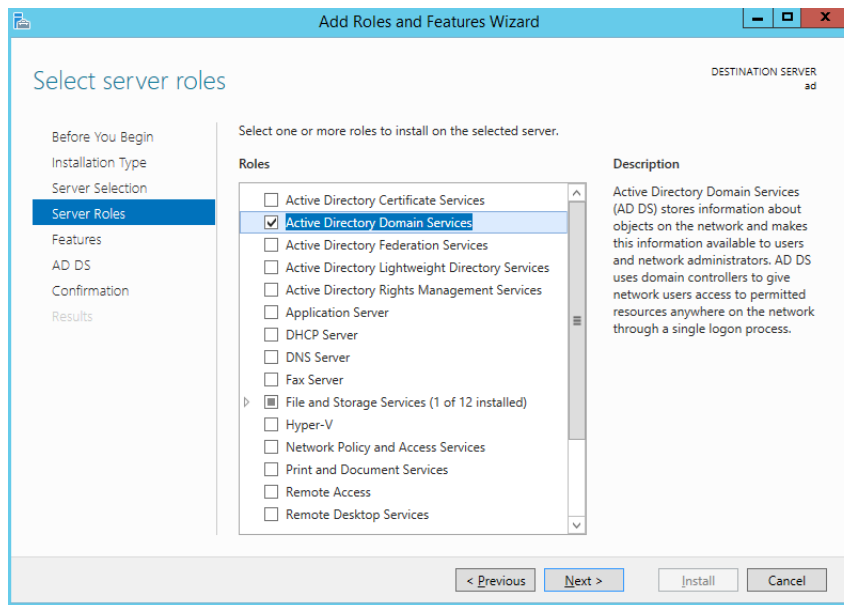 Add Roles and Features Wizard
Select server roles
DESTINATION SERVER
ad
Before You Begin
Installation Type
Server Selection
Server Roles
Features
AD DS
Confirmation
Results
Select one or more roles to install on the selected server.
Roles
Active Directory Certificate Services
Active Directory Domain Services
Active Directory Federation Services
Active Directory Lightweight Directory Services
Active Directory Rights Management Services
Application Server
DHCP Server
DNS Server
Fax Server
File and Storage Services (1 of 12 installed)
Hyper-V
Network Policy and Access Services
Print and Document Services
Remote Access
Remote Desktop Services
Description
Active Directory Domain Services
(AD DS) stores information about
objects on the network and makes
this information available to users
and network administrators. AD DS
uses domain controllers to give
network users access to permitted
resources anywhere on the network
through a single logon process.
< Previous
Next >
Install
Cancel